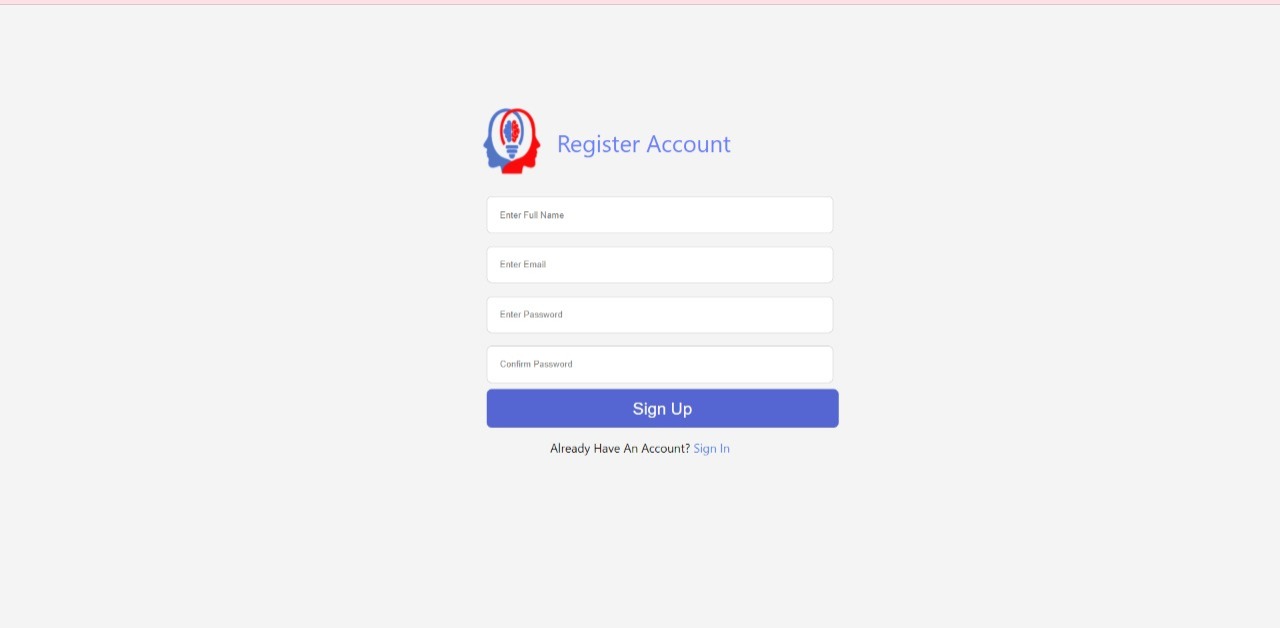 Register Account
Enter Full Name
Enter Email
Enter Password
Confirm Password
Sign Up
Already Have An Account? Sign In